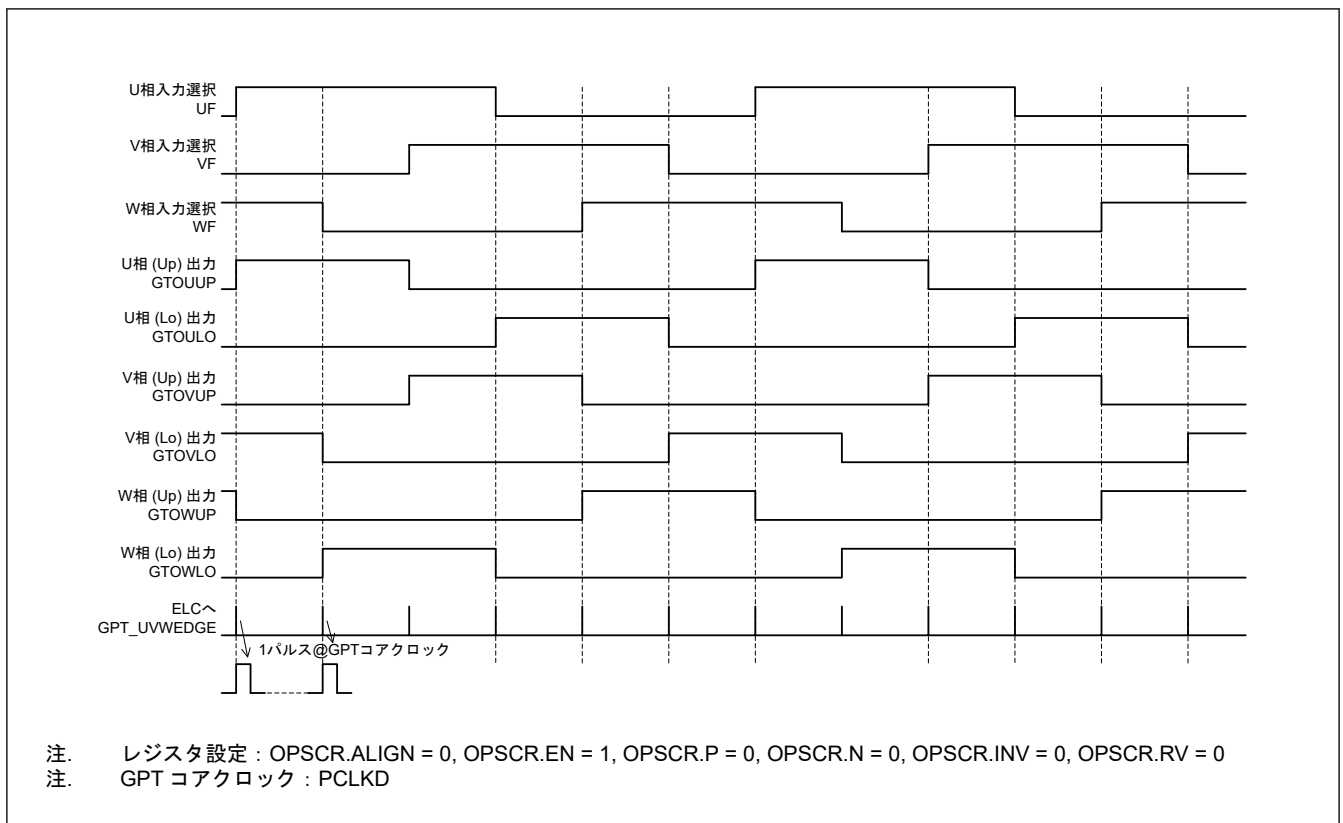 U相入力選択
UF
V相入力選択
VF
W相入力選択
WF
U相 (Up) 出力
GTOUUP
U相 (Lo) 出力
GTOULO
V相 (Up) 出力
GTOVUP
V相 (Lo) 出力
GTOVLO
W相 (Up) 出力
GTOWUP
W相 (Lo) 出力
GTOWLO
ELCへ
GPT_UVWEDGE
1パルス@GPTコアクロック
注. レジスタ設定：OPSCR.ALIGN = 0, OPSCR.EN = 1, OPSCR.P = 0, OPSCR.N = 0, OPSCR.INV = 0, OPSCR.RV = 0
注. GPT コアクロック：PCLKD